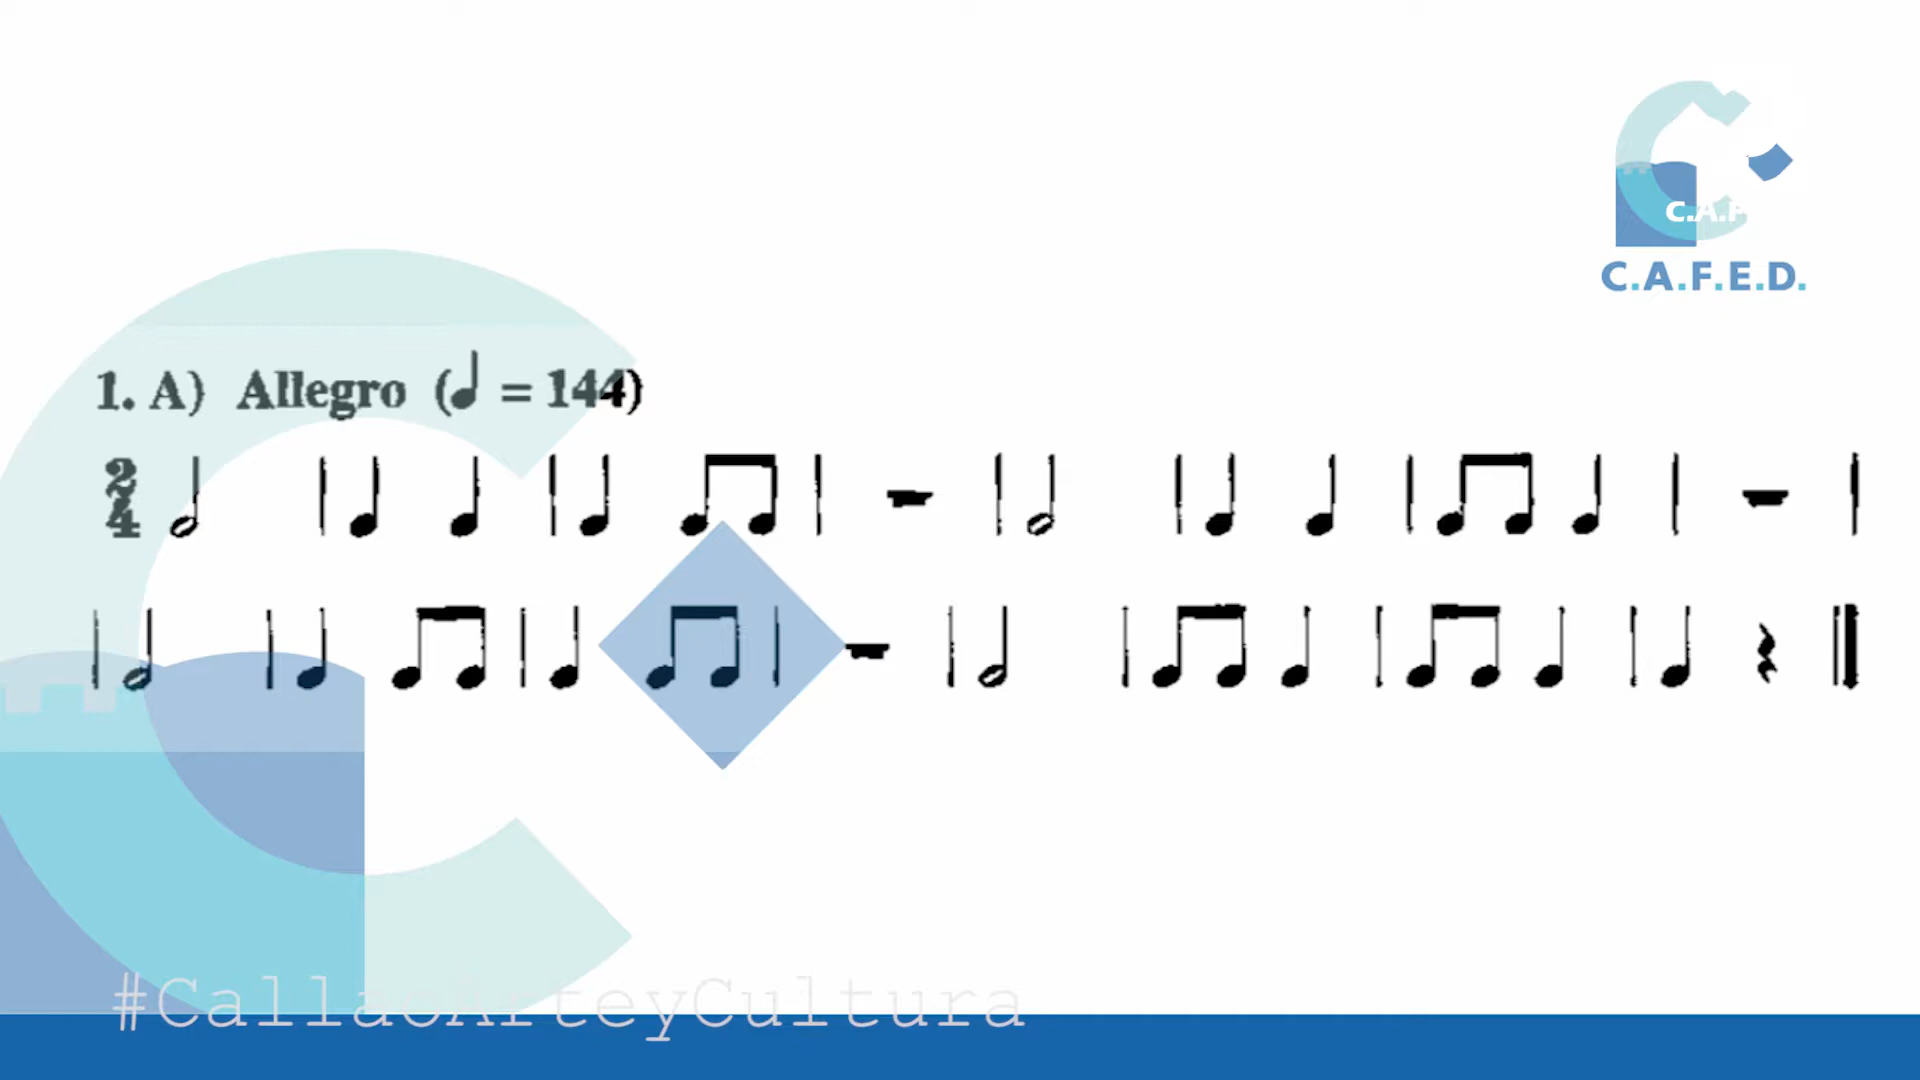 C.A.F
C.A.F.E.D.
1. A) Allegro (♩ = 144)
2
4
#CallaoArteyCultura